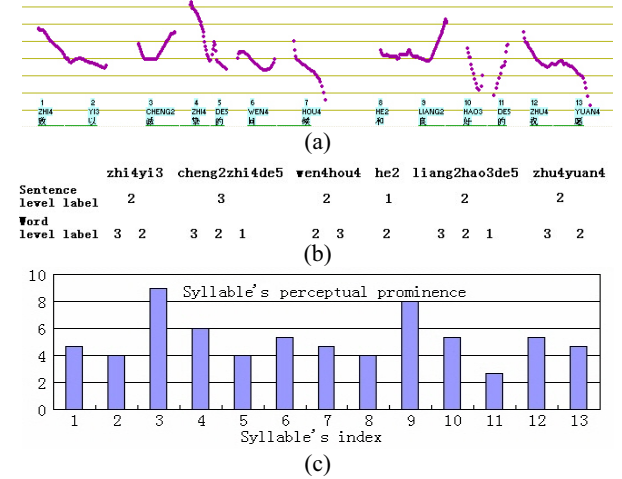 1 2 3 4 5 6 7 8 9 10 11 12 13
ZHI4 YI3 CHENG2 ZHI4 DE5 WEN4 HOU4 HE2 LIANG2 HAO3 DE5 ZHU4 YUAN4
致 以 诚 挚 的 问 候 和 良 好 的 祝 愿
(a)
zhi4yi3 cheng2zhi4de5 wen4hou4 he2 liang2hao3de5 zhu4yuan4
Sentence
level label 2 3 2 1 2 2
Word
level label 3 2 3 2 1 2 3 2 3 2 1 3 2
(b)
Syllable's perceptual prominence
10
8
6
4
2
0
1 2 3 4 5 6 7 8 9 10 11 12 13
Syllable's index
(c)